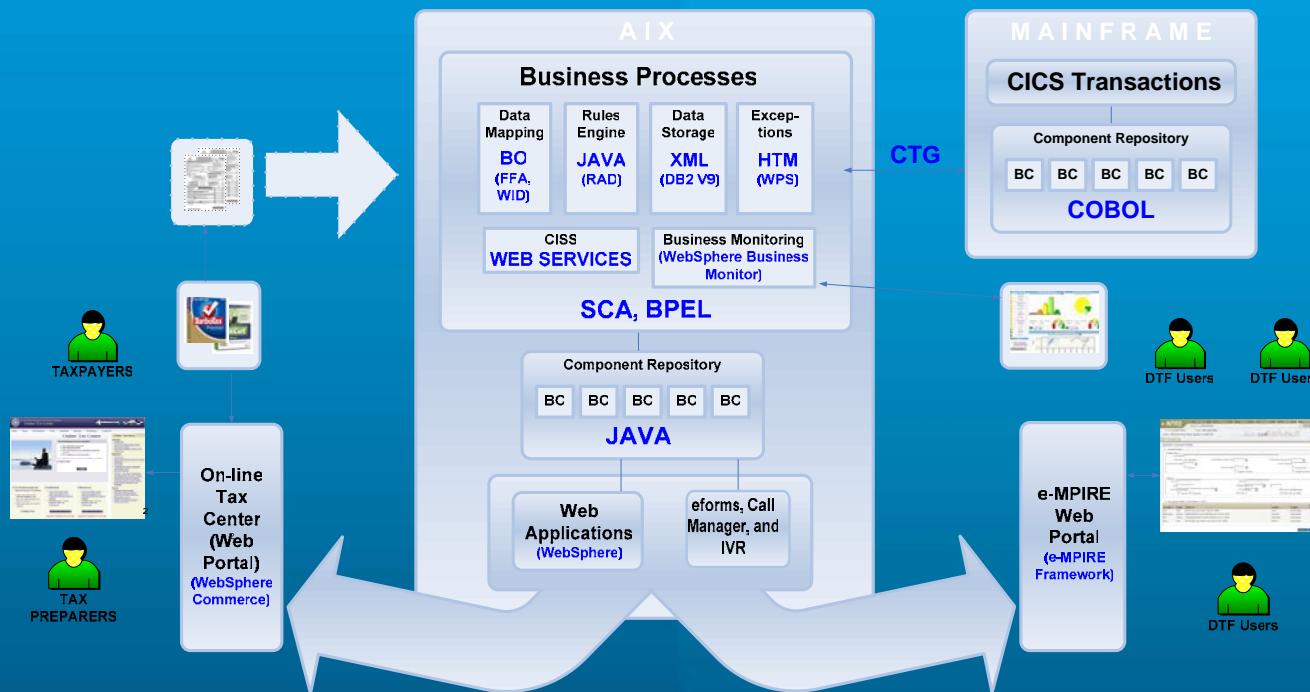 AIX
MAINFRAME
Business Processes
Data
Mapping
BO
(FFA,
WID)
Rules
Engine
JAVA
(RAD)
Data
Storage
XML
(DB2 V9)
Excep-
tions
HTM
(WPS)
CISS
WEB SERVICES
Business Monitoring
(WebSphere Business
Monitor)
SCA, BPEL
CTG
CICS Transactions
Component Repository
BC BC BC BC BC
COBOL
Component Repository
BC BC BC BC BC
JAVA
Web
Applications
(WebSphere)
eforms, Call
Manager, and
IVR
TAXPAYERS
On-line
Tax
Center
(Web
Portal)
(WebSphere
Commerce)
Online Tax Center
2
TAX
PREPARERS
DTF Users
DTF User
e-MPIRE
Web
Portal
(e-MPIRE
Framework)
DTF Users